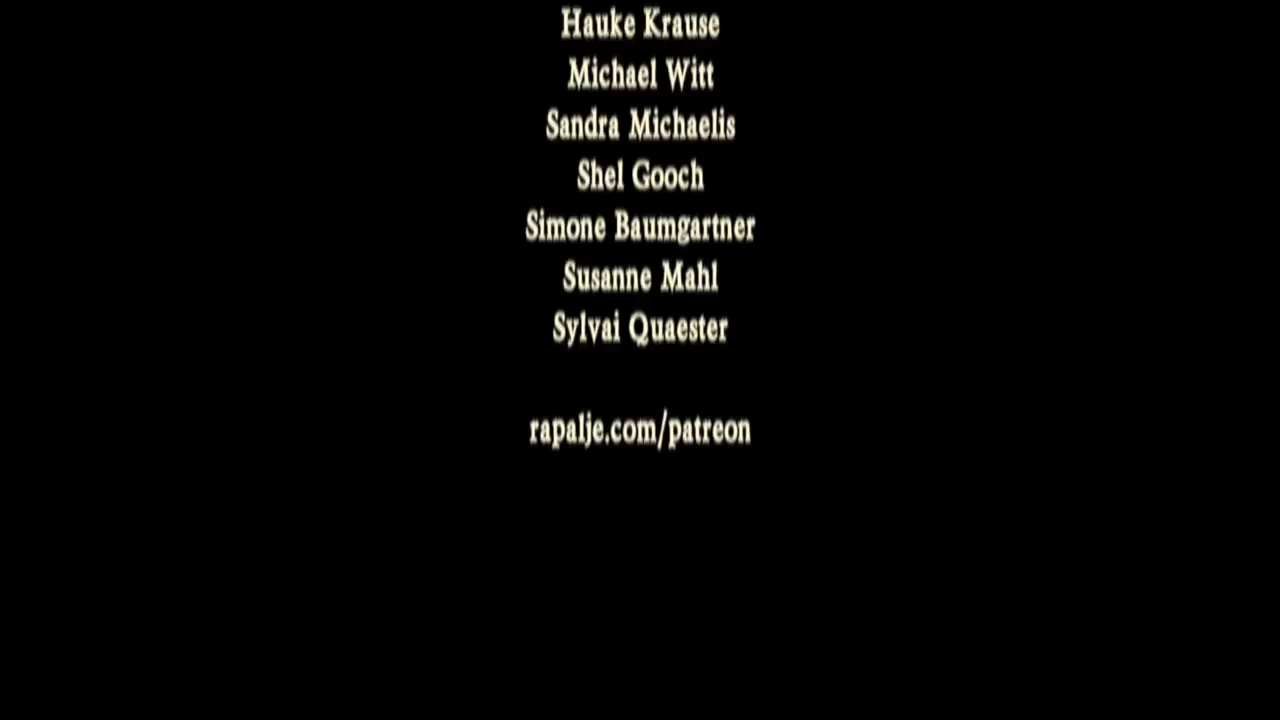 Hauke Krause
Michael Witt
Sandra Michaelis
Shel Gooch
Simone Baumgartner
Susanne Mahl
Sylvai Quaester
rapalje.com/patreon